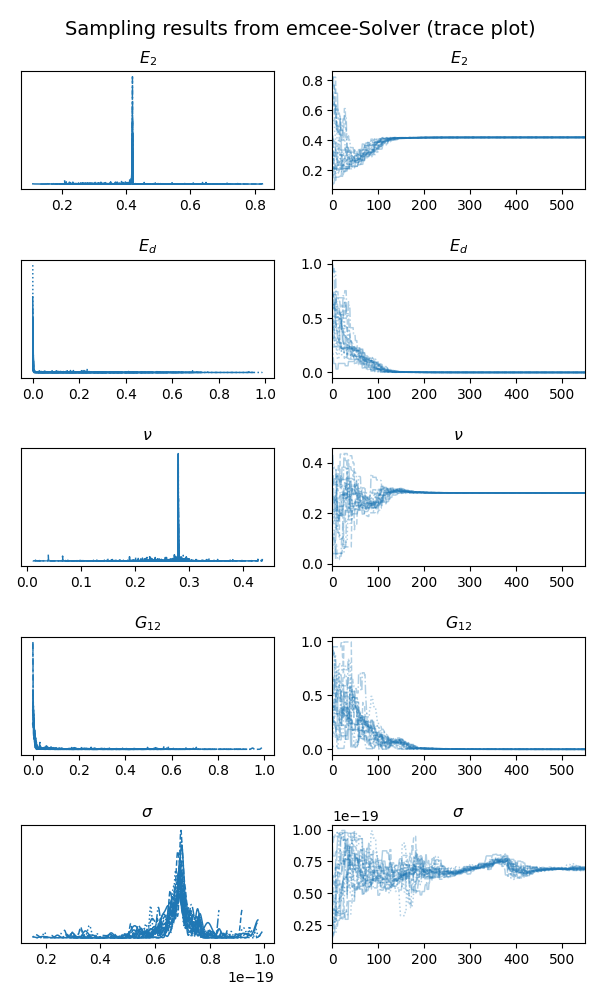 Sampling results from emcee-Solver (trace plot)
E₂ E₂
0.8
0.6
0.4
0.2
0.2 0.4 0.6 0.8 0 100 200 300 400 500
E_d E_d
1.0
0.5
0.0
0.0 0.2 0.4 0.6 0.8 1.0 0 100 200 300 400 500
ν ν
0.4
0.2
0.0
0.0 0.1 0.2 0.3 0.4 0 100 200 300 400 500
G₁₂ G₁₂
1.0
0.5
0.0
0.0 0.2 0.4 0.6 0.8 1.0 0 100 200 300 400 500
σ σ
1e−19
1.00
0.75
0.50
0.25
0.2 0.4 0.6 0.8 1.0 0 100 200 300 400 500
1e−19